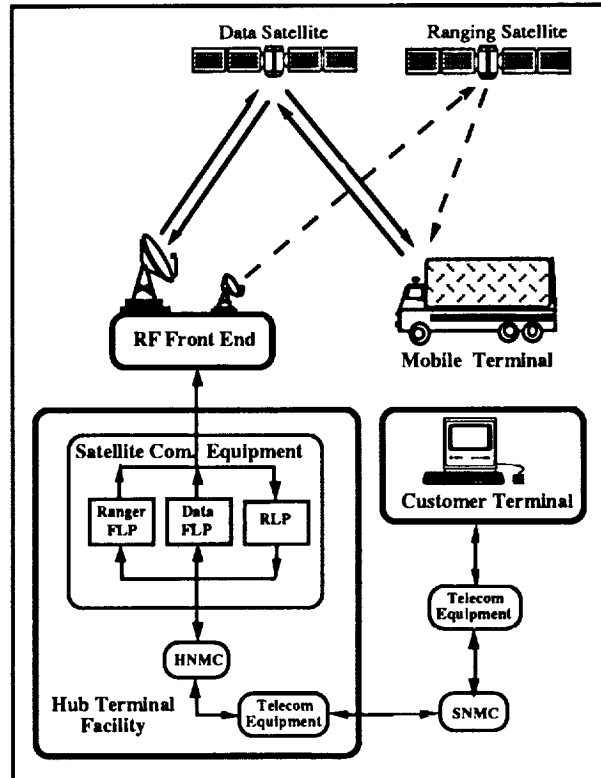 Data Satellite
Ranging Satellite
RF Front End
Mobile Terminal
Satellite Com. Equipment
Ranger
FLP
Data
FLP
RLP
Customer Terminal
Telecom
Equipment
HNMC
Hub Terminal
Facility
Telecom
Equipment
SNMC